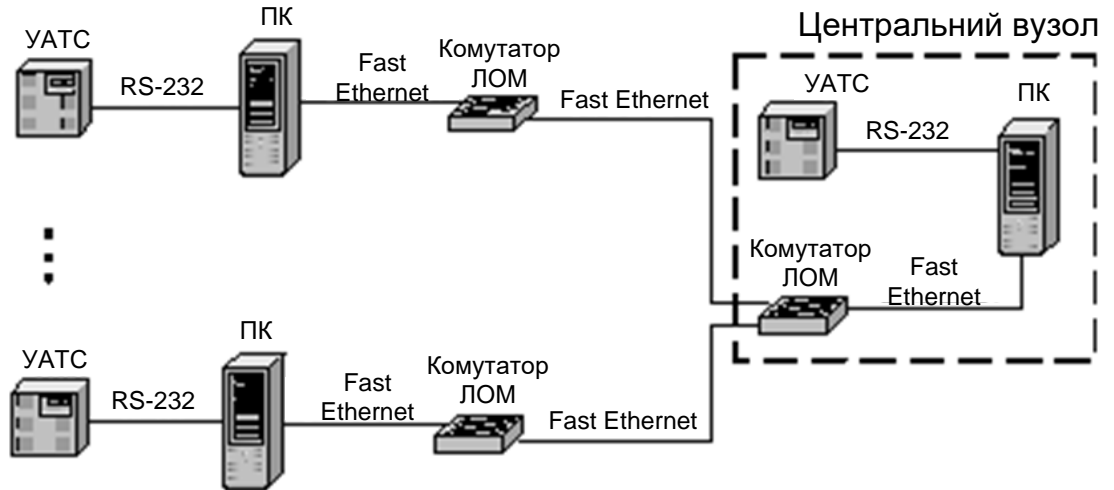 ПК
УАТС
RS-232
Fast
Ethernet
Комутатор
ЛОМ
Fast Ethernet
Центральний вузол
УАТС
ПК
RS-232
Комутатор
ЛОМ
Fast
Ethernet
ПК
УАТС
RS-232
Fast
Ethernet
Комутатор
ЛОМ
Fast Ethernet